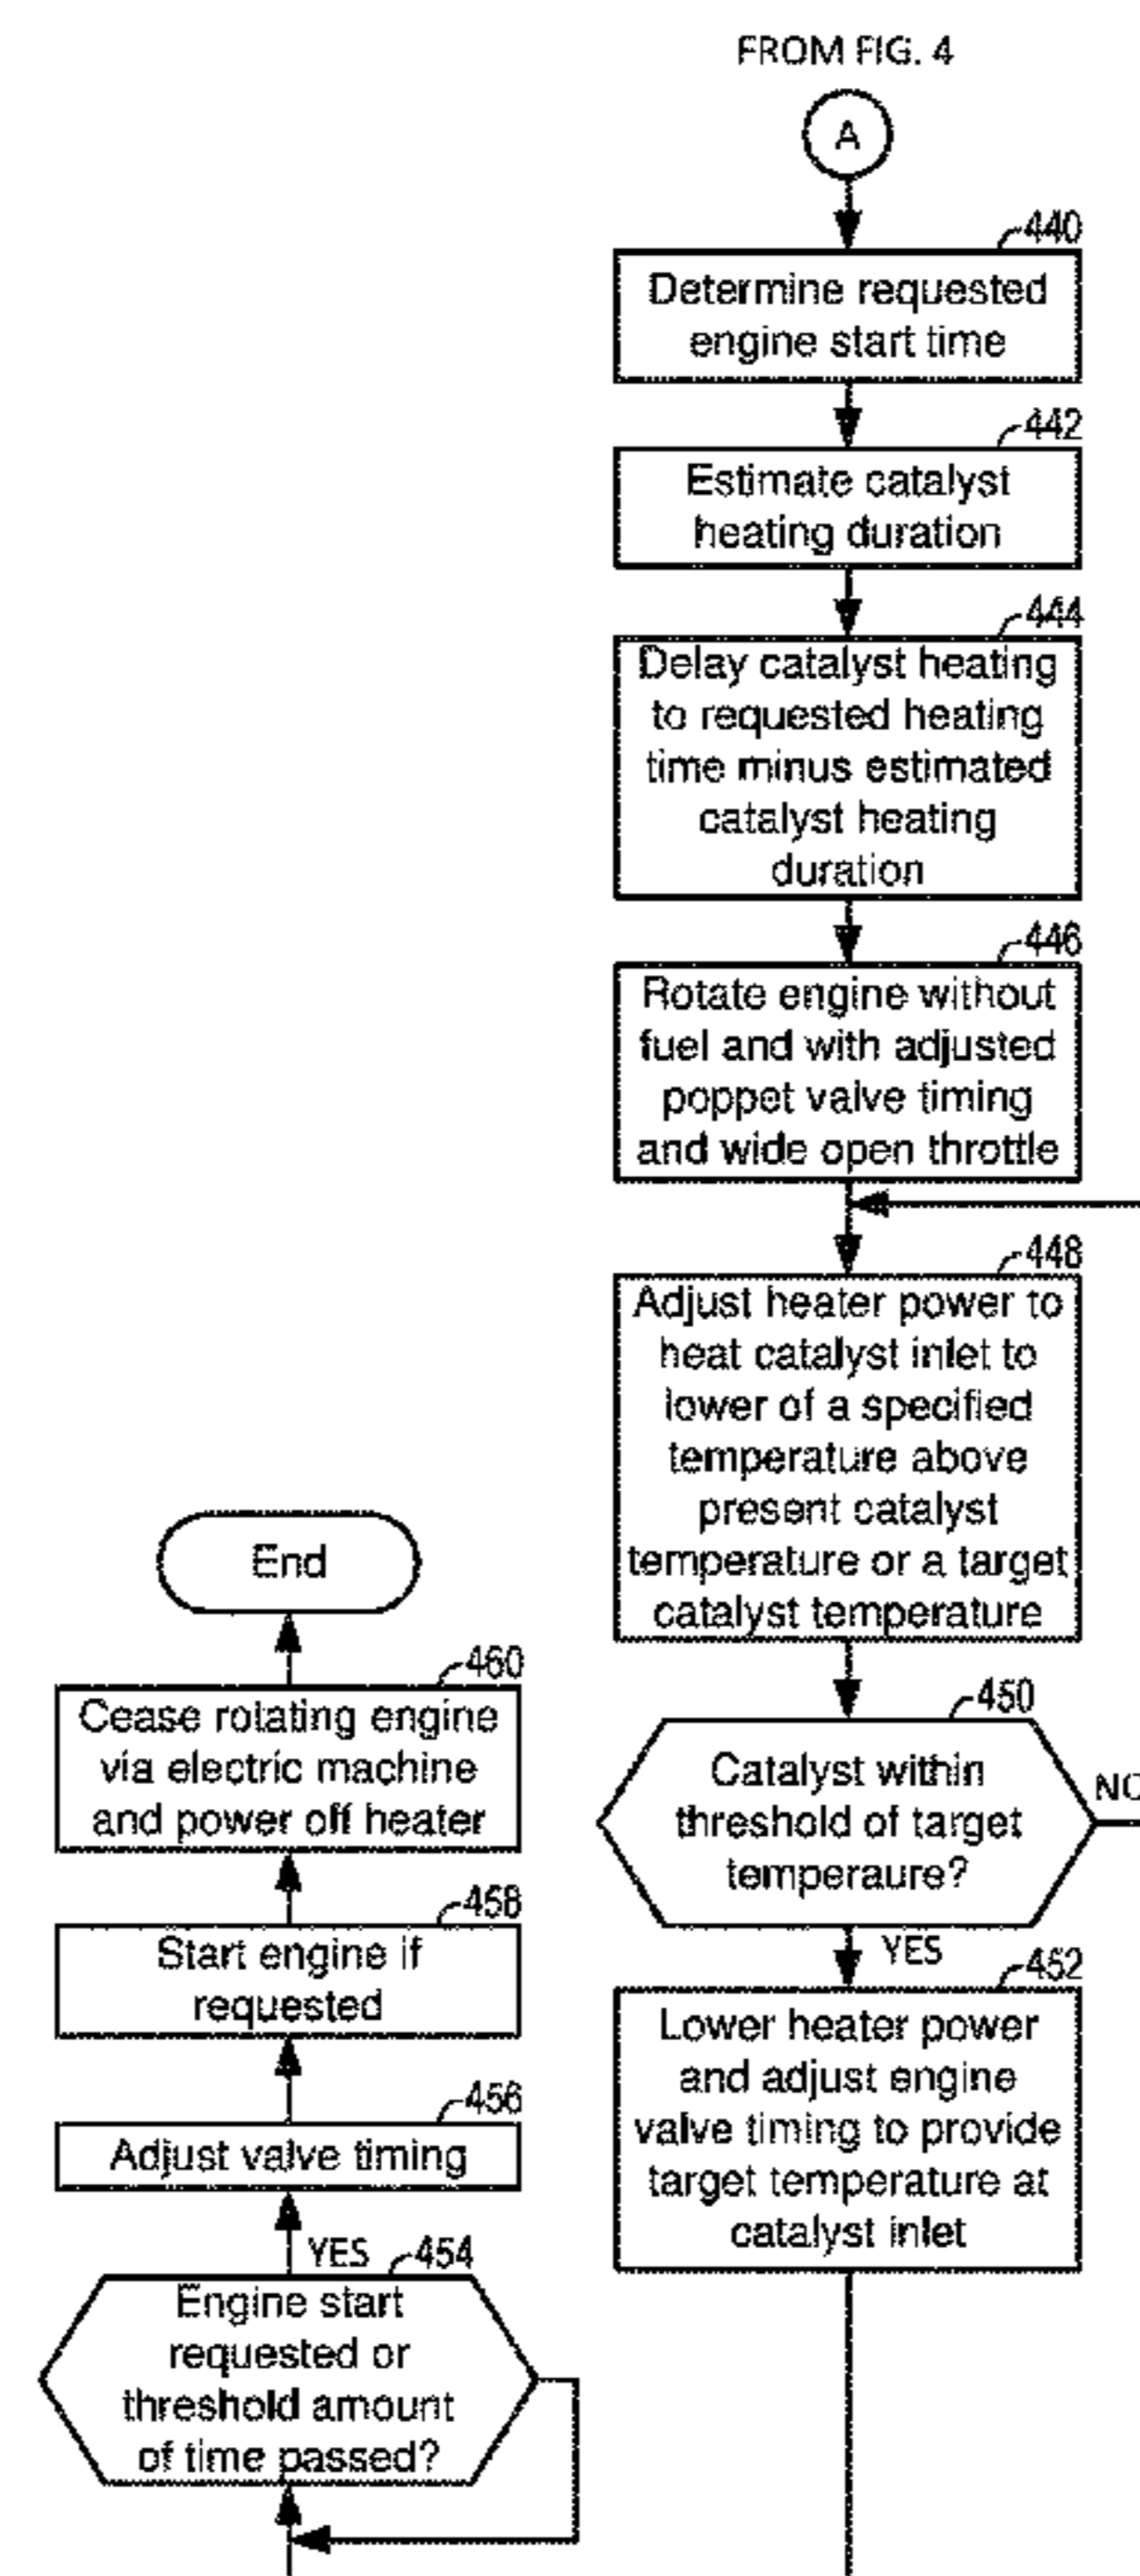 FROM FIG. 4
A
440
Determine requested
engine start time
442
Estimate catalyst
heating duration
444
Delay catalyst heating
to requested heating
time minus estimated
catalyst heating
duration
446
Rotate engine without
fuel and with adjusted
poppet valve timing
and wide open throttle
448
Adjust heater power to
heat catalyst inlet to
lower of a specified
temperature above
present catalyst
temperature or a target
catalyst temperature
450
Catalyst within
threshold of target
temperaure?
NO
YES
452
Lower heater power
and adjust engine
valve timing to provide
target temperature at
catalyst inlet
454
Engine start
requested or
threshold amount
of time passed?
YES
456
Adjust valve timing
458
Start engine if
requested
460
Cease rotating engine
via electric machine
and power off heater
End